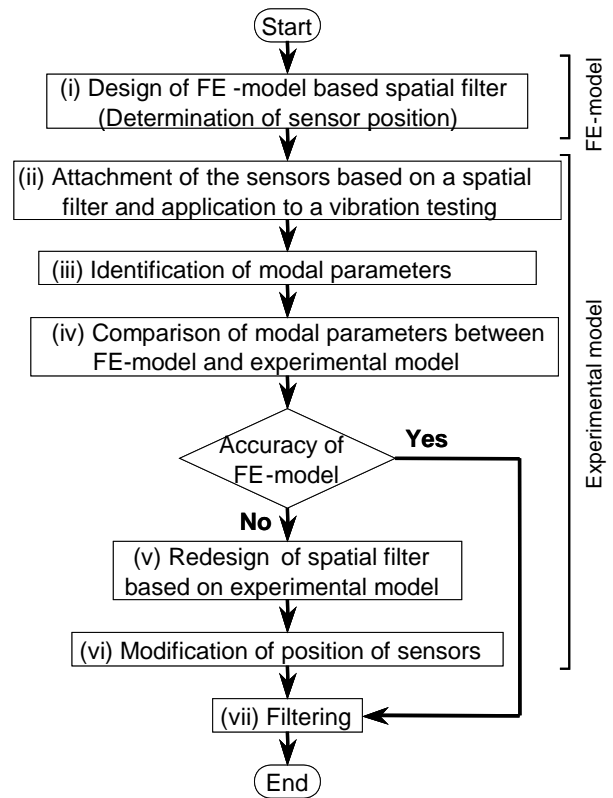 Start
(i) Design of FE -model based spatial filter
(Determination of sensor position)
FE-model
(ii) Attachment of the sensors based on a spatial
filter and application to a vibration testing
(iii) Identification of modal parameters
(iv) Comparison of modal parameters between
FE-model and experimental model
Experimental model
Accuracy of
FE-model
Yes
No
(v) Redesign of spatial filter
based on experimental model
(vi) Modification of position of sensors
(vii) Filtering
End